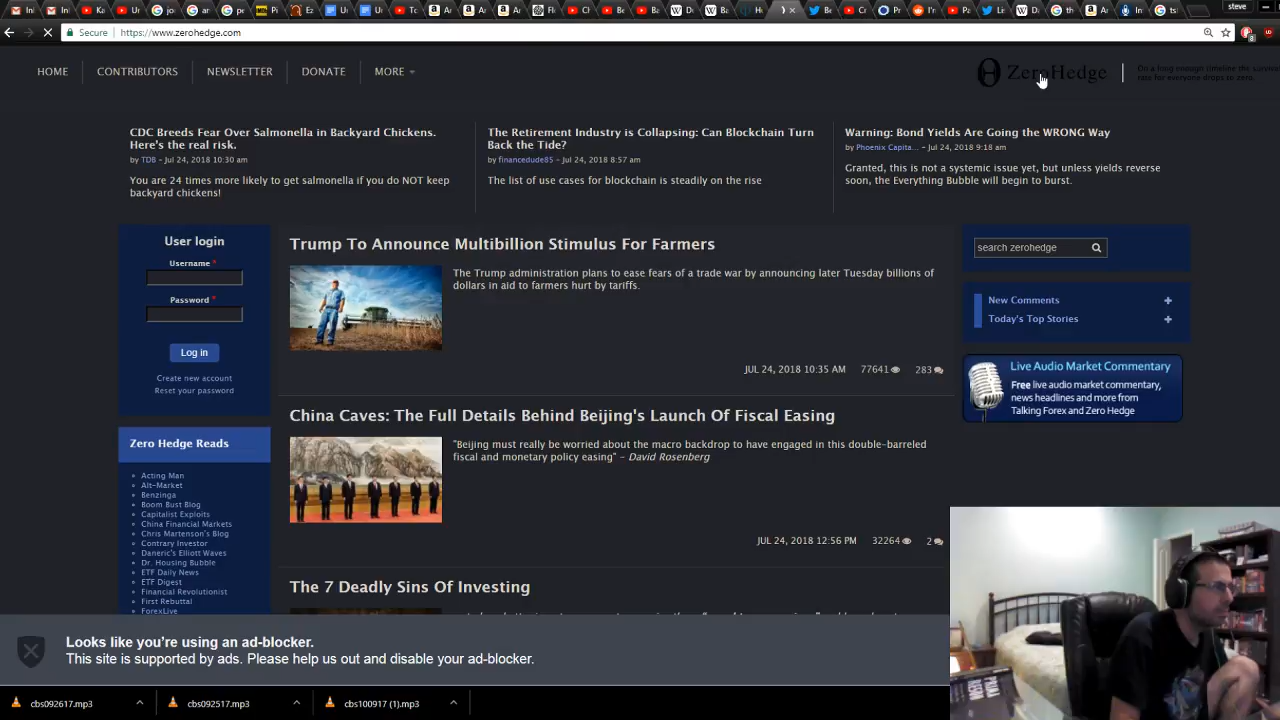 steve
Secure
https://www.zerohedge.com
HOME
CONTRIBUTORS
NEWSLETTER
DONATE
MORE
ZeroHedge
On a long enough timeline the survival
rate for everyone drops to zero.
CDC Breeds Fear Over Salmonella in Backyard Chickens.
Here's the real risk.
by TDB - Jul 24, 2018 10:30 am
You are 24 times more likely to get salmonella if you do NOT keep
backyard chickens!
The Retirement Industry is Collapsing: Can Blockchain Turn
Back the Tide?
by financedude85 - Jul 24, 2018 8:57 am
The list of use cases for blockchain is steadily on the rise
Warning: Bond Yields Are Going the WRONG Way
by Phoenix Capita... - Jul 24, 2018 9:18 am
Granted, this is not a systemic issue yet, but unless yields reverse
soon, the Everything Bubble will begin to burst.
User login
Username *
Password *
Log in
Create new account
Reset your password
Zero Hedge Reads
Acting Man
Alt-Market
Benzinga
Boom Bust Blog
Capitalist Exploits
China Financial Markets
Chris Martenson's Blog
Contrary Investor
Daneric's Elliott Waves
Dr. Housing Bubble
ETF Daily News
ETF Digest
Financial Revolutionist
First Rebuttal
ForexLive
Trump To Announce Multibillion Stimulus For Farmers
The Trump administration plans to ease fears of a trade war by announcing later Tuesday billions of
dollars in aid to farmers hurt by tariffs.
JUL 24, 2018 10:35 AM 77641 283
China Caves: The Full Details Behind Beijing's Launch Of Fiscal Easing
"Beijing must really be worried about the macro backdrop to have engaged in this double-barreled
fiscal and monetary policy easing" – David Rosenberg
JUL 24, 2018 12:56 PM 32264 2
The 7 Deadly Sins Of Investing
search zerohedge
New Comments
Today's Top Stories
Live Audio Market Commentary
Free live audio market commentary,
news headlines and more from
Talking Forex and Zero Hedge
Looks like you're using an ad-blocker.
This site is supported by ads. Please help us out and disable your ad-blocker.
cbs092617.mp3
cbs092517.mp3
cbs100917 (1).mp3